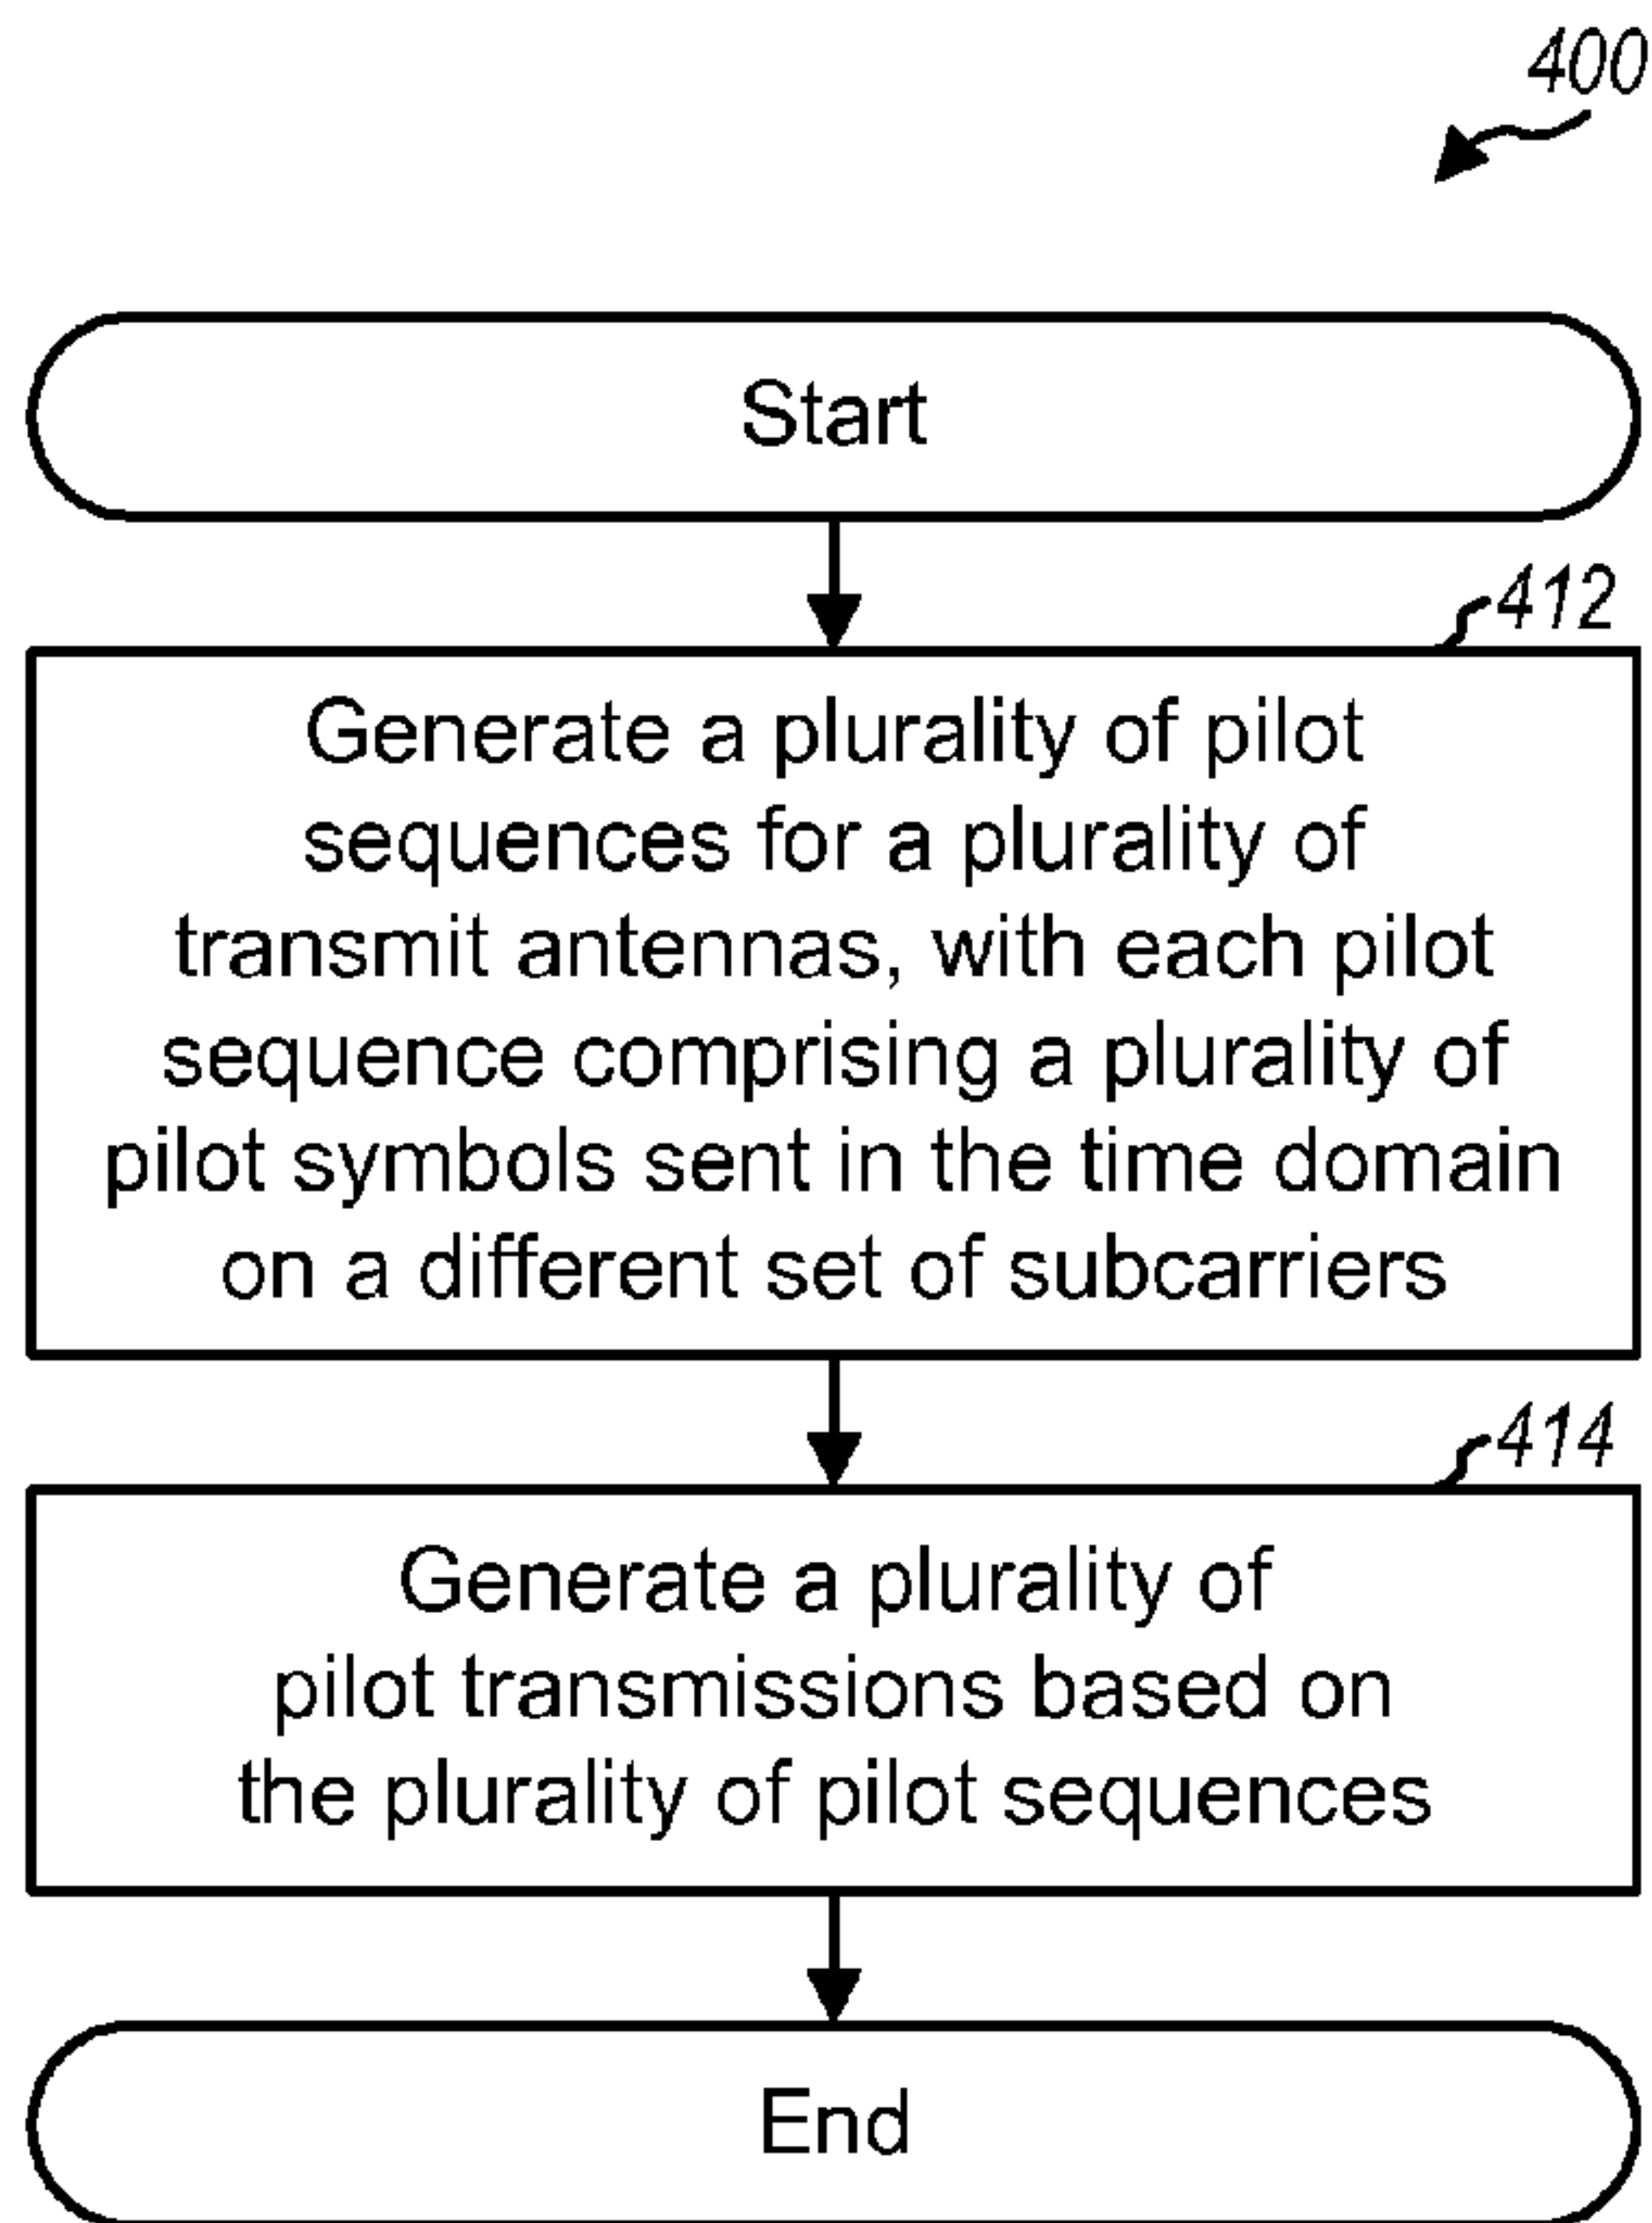 400
Start
412
Generate a plurality of pilot
sequences for a plurality of
transmit antennas, with each pilot
sequence comprising a plurality of
pilot symbols sent in the time domain
on a different set of subcarriers
414
Generate a plurality of
pilot transmissions based on
the plurality of pilot sequences
End